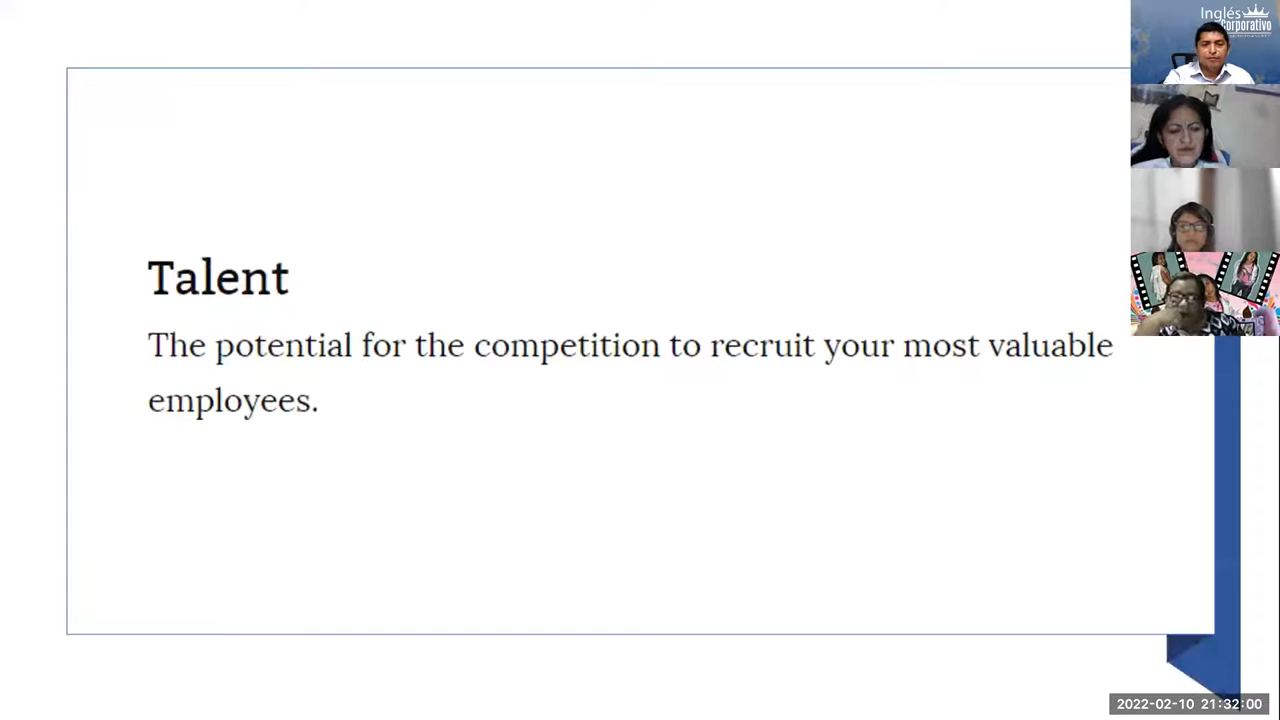 Inglés
Corporativo
Talent
The potential for the competition to recruit your most valuable
employees.
2022-02-10 21:32:00